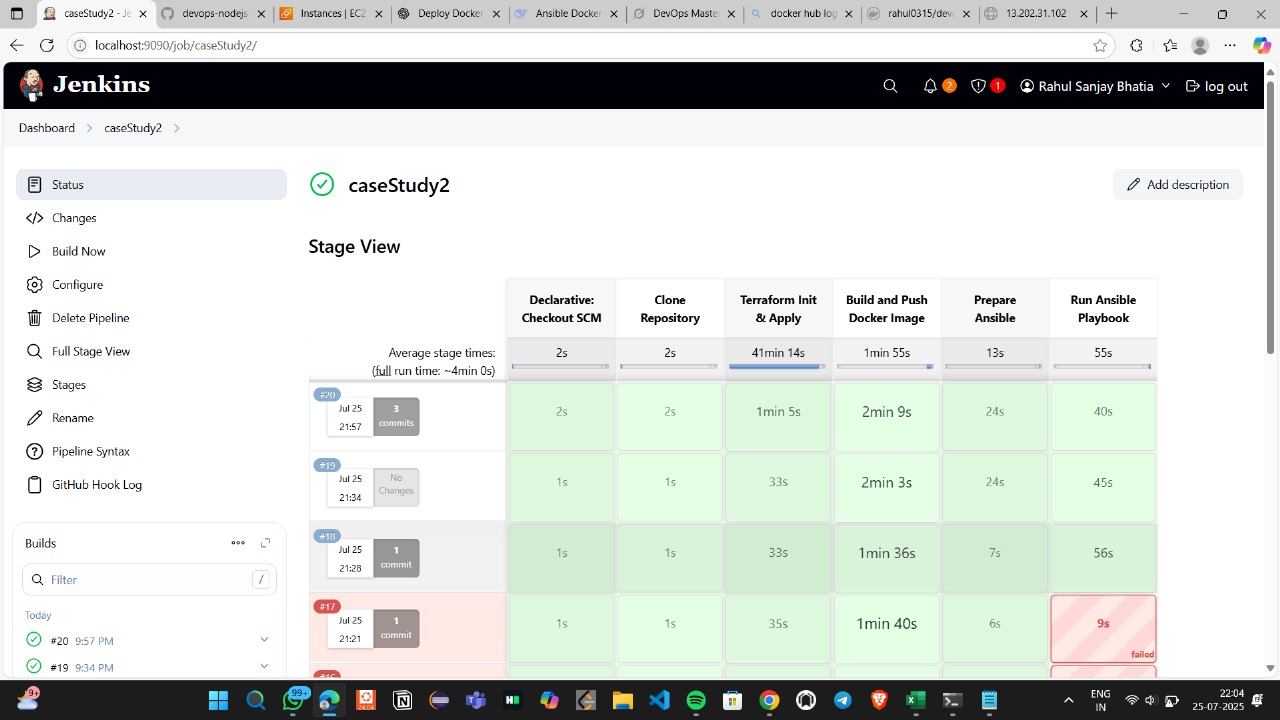 caseStudy2 - Je
devops-nodejs
Instances | EC2
Deploy Docker
Ansible Docker
DevOps Master
docker hub log
rahul0315/dev
13.202.31.102
localhost:9090/job/caseStudy2/
Jenkins
2
1
Rahul Sanjay Bhatia
log out
Dashboard
caseStudy2
Status
Changes
Build Now
Configure
Delete Pipeline
Full Stage View
Stages
Rename
Pipeline Syntax
GitHub Hook Log
Builds
Filter
/
Today
#20 9:57 PM
#19 9:34 PM
caseStudy2
Add description
Stage View
Declarative: Checkout SCM
Clone Repository
Terraform Init & Apply
Build and Push Docker Image
Prepare Ansible
Run Ansible Playbook
Average stage times:
(full run time: ~4min 0s)
2s
2s
41min 14s
1min 55s
13s
55s
#20
Jul 25
21:57
3
commits
2s
2s
1min 5s
2min 9s
24s
40s
#19
Jul 25
21:34
No
Changes
1s
1s
33s
2min 3s
24s
45s
#18
Jul 25
21:28
1
commit
1s
1s
33s
1min 36s
7s
56s
#17
Jul 25
21:21
1
commit
1s
1s
35s
1min 40s
6s
9s
failed
9+
99+
24.04
ENG
IN
22:04
25-07-2025